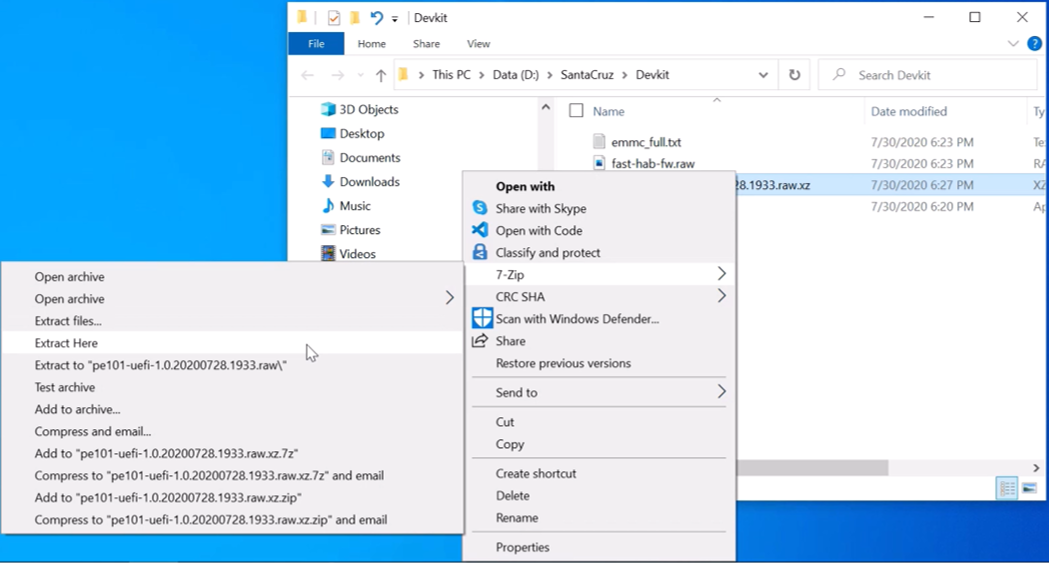 Devkit
File Home Share View
This PC Data (D:) SantaCruz Devkit
Search Devkit
3D Objects
Desktop
Documents
Downloads
Music
Pictures
Videos
Name Date modified Ty
emmc_full.txt 7/30/2020 6:23 PM Te
fast-hab-fw.raw 7/30/2020 6:23 PM RA
28.1933.raw.xz 7/30/2020 6:27 PM XZ
7/30/2020 6:20 PM Ap
Open with
Share with Skype
Open with Code
Classify and protect
7-Zip
CRC SHA
Scan with Windows Defender...
Share
Restore previous versions
Send to
Cut
Copy
Create shortcut
Delete
Rename
Properties
Open archive
Open archive
Extract files...
Extract Here
Extract to "pe101-uefi-1.0.20200728.1933.raw\"
Test archive
Add to archive...
Compress and email...
Add to "pe101-uefi-1.0.20200728.1933.raw.xz.7z"
Compress to "pe101-uefi-1.0.20200728.1933.raw.xz.7z" and email
Add to "pe101-uefi-1.0.20200728.1933.raw.xz.zip"
Compress to "pe101-uefi-1.0.20200728.1933.raw.xz.zip" and email